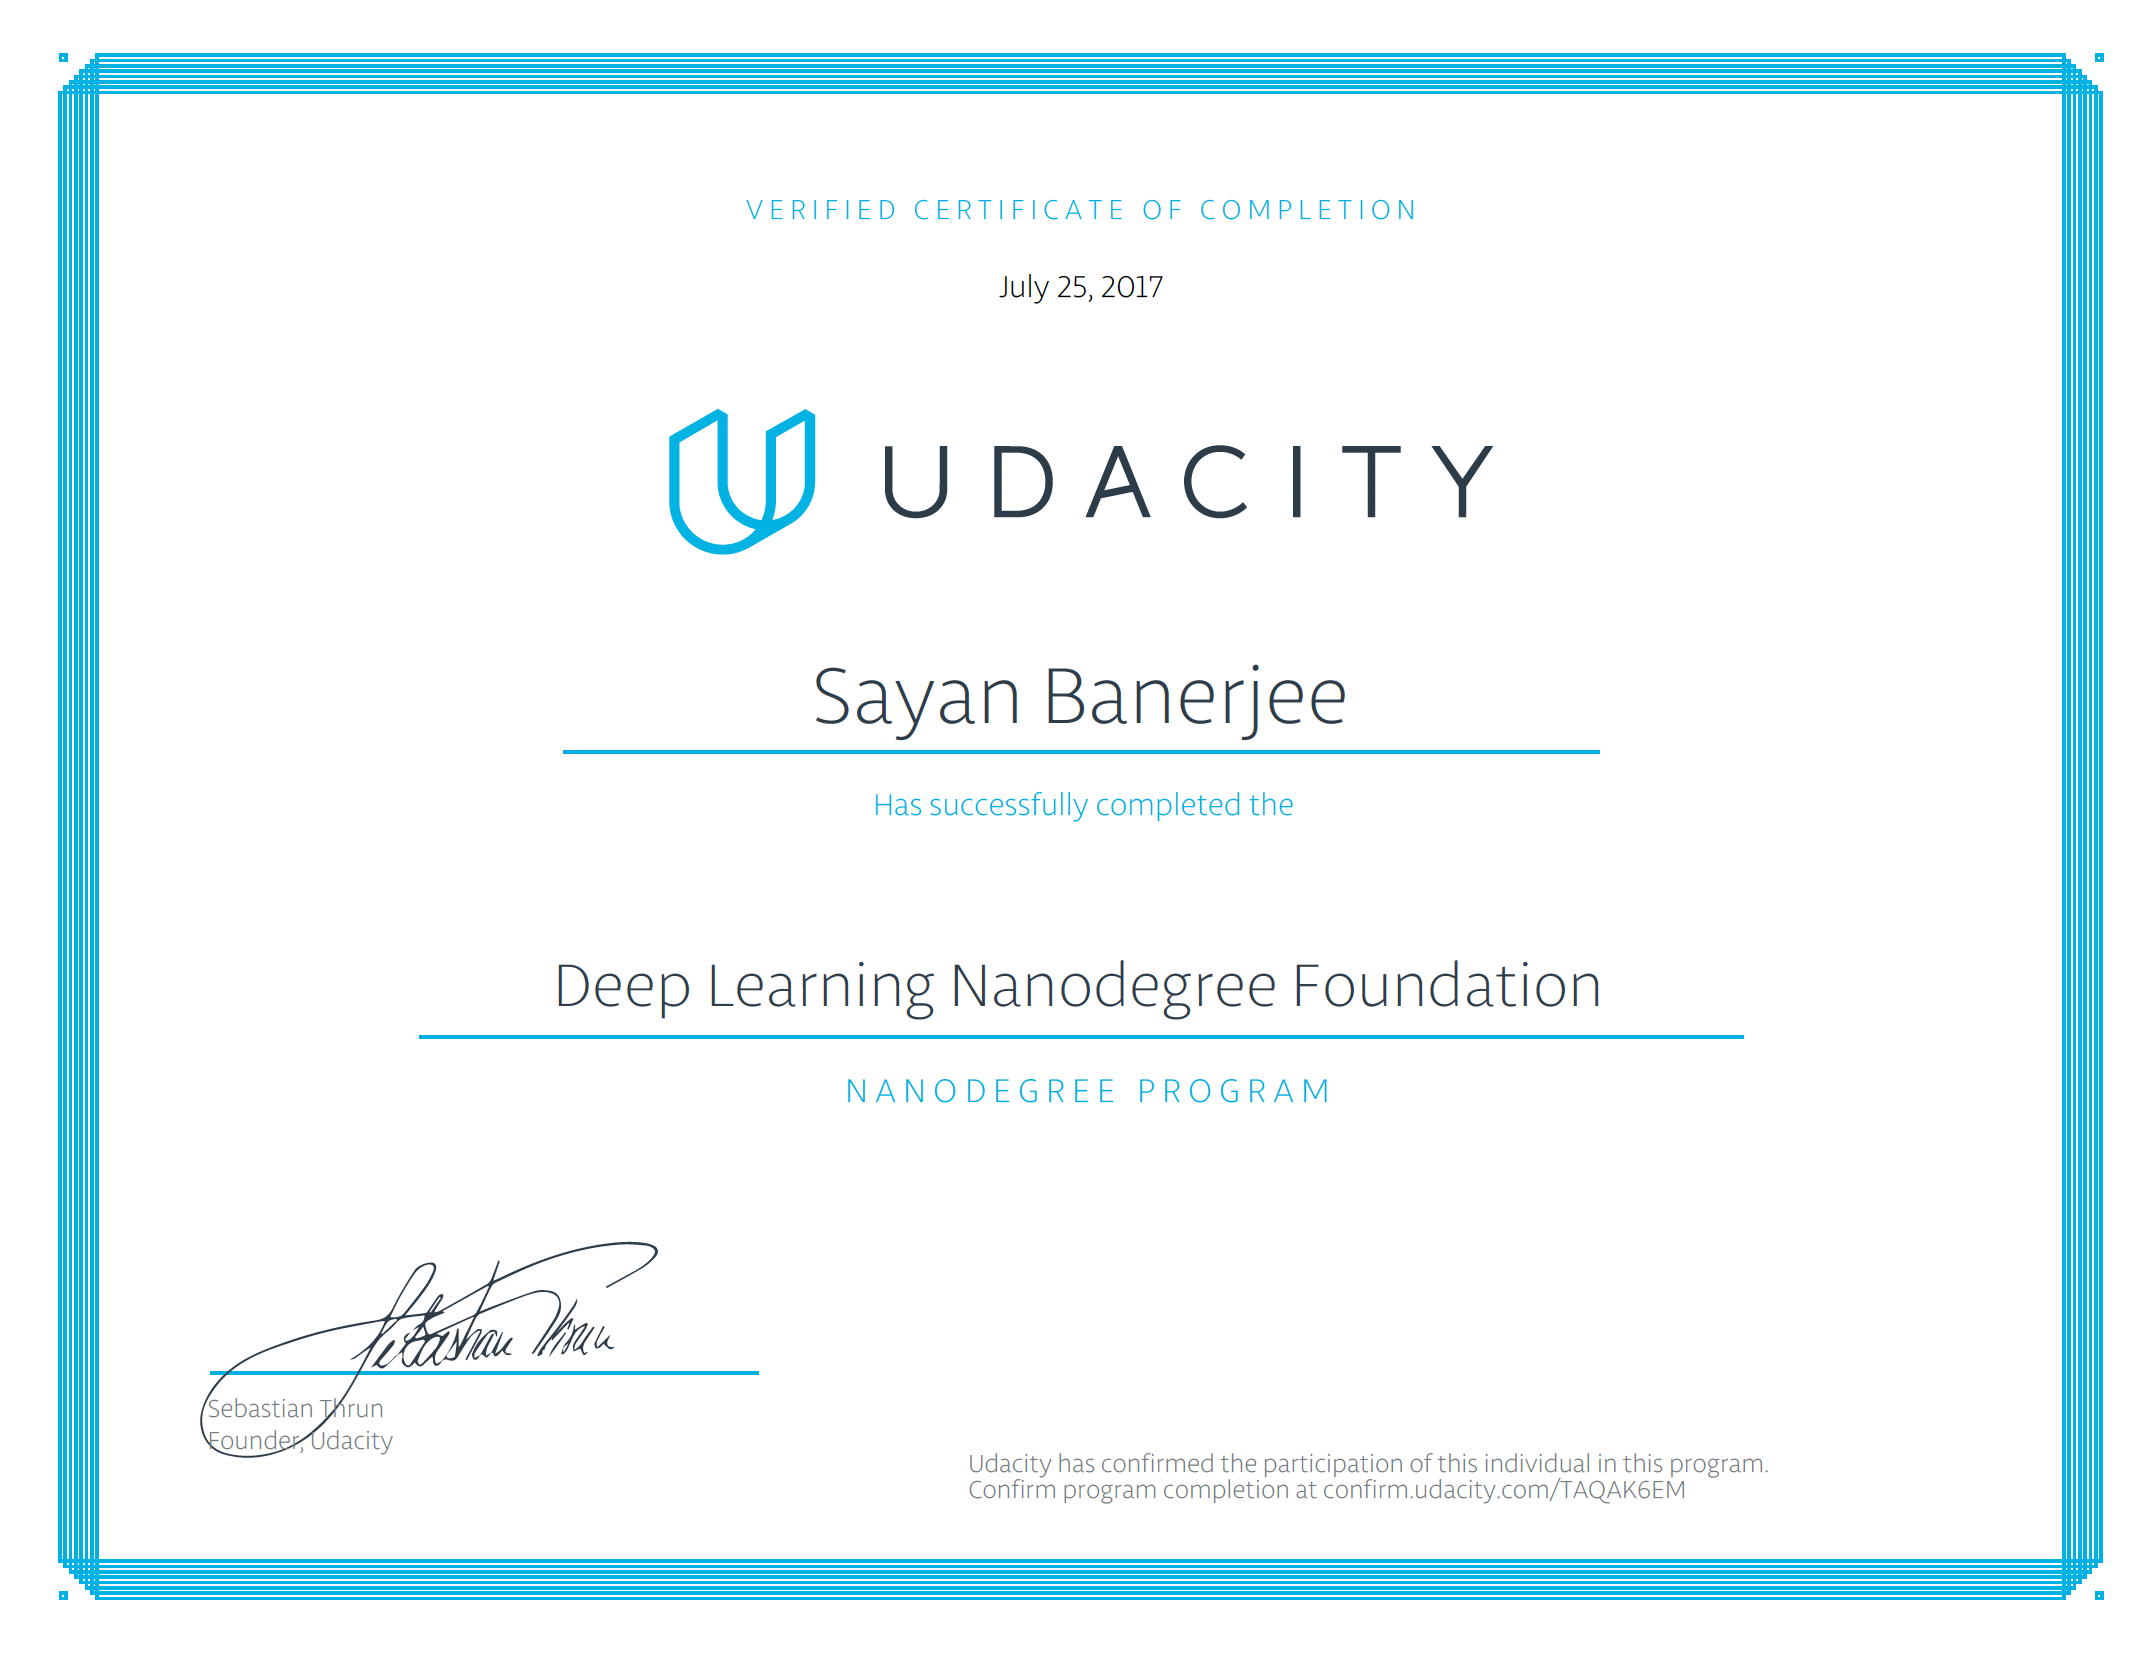 VERIFIED CERTIFICATE OF COMPLETION
July 25, 2017
UDACITY
Sayan Banerjee
Has successfully completed the
Deep Learning Nanodegree Foundation
NANODEGREE PROGRAM
Sebastian Thrun
Sebastian Thrun
Founder, Udacity
Udacity has confirmed the participation of this individual in this program.
Confirm program completion at confirm.udacity.com/TAQAK6EM